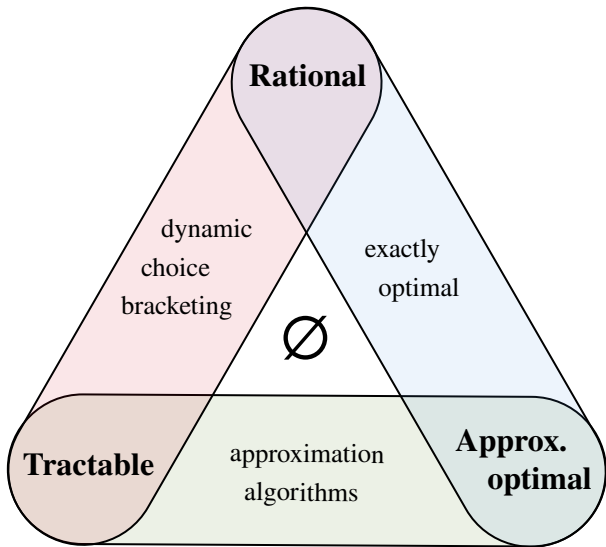 Rational
dynamic
choice
bracketing
exactly
optimal
∅
Tractable
approximation
algorithms
Approx.
optimal